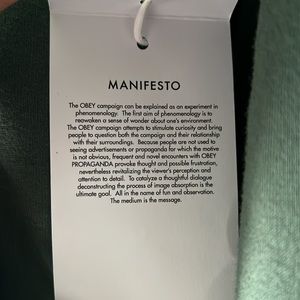 MANIFESTO
The OBEY campaign can be explained as an experiment in
phenomenology. The first aim of phenomenology is to
reawaken a sense of wonder about one's environment.
The OBEY campaign attempts to stimulate curiosity and bring
people to question both the campaign and their relationship
with their surroundings. Because people are not used to
seeing advertisements or propaganda for which the motive
is not obvious, frequent and novel encounters with OBEY
PROPAGANDA provoke thought and possible frustration,
nevertheless revitalizing the viewer's perception and
attention to detail. To catalyze a thoughtful dialogue
deconstructing the process of image absorption is the
ultimate goal. All in the name of fun and observation.
The medium is the message.